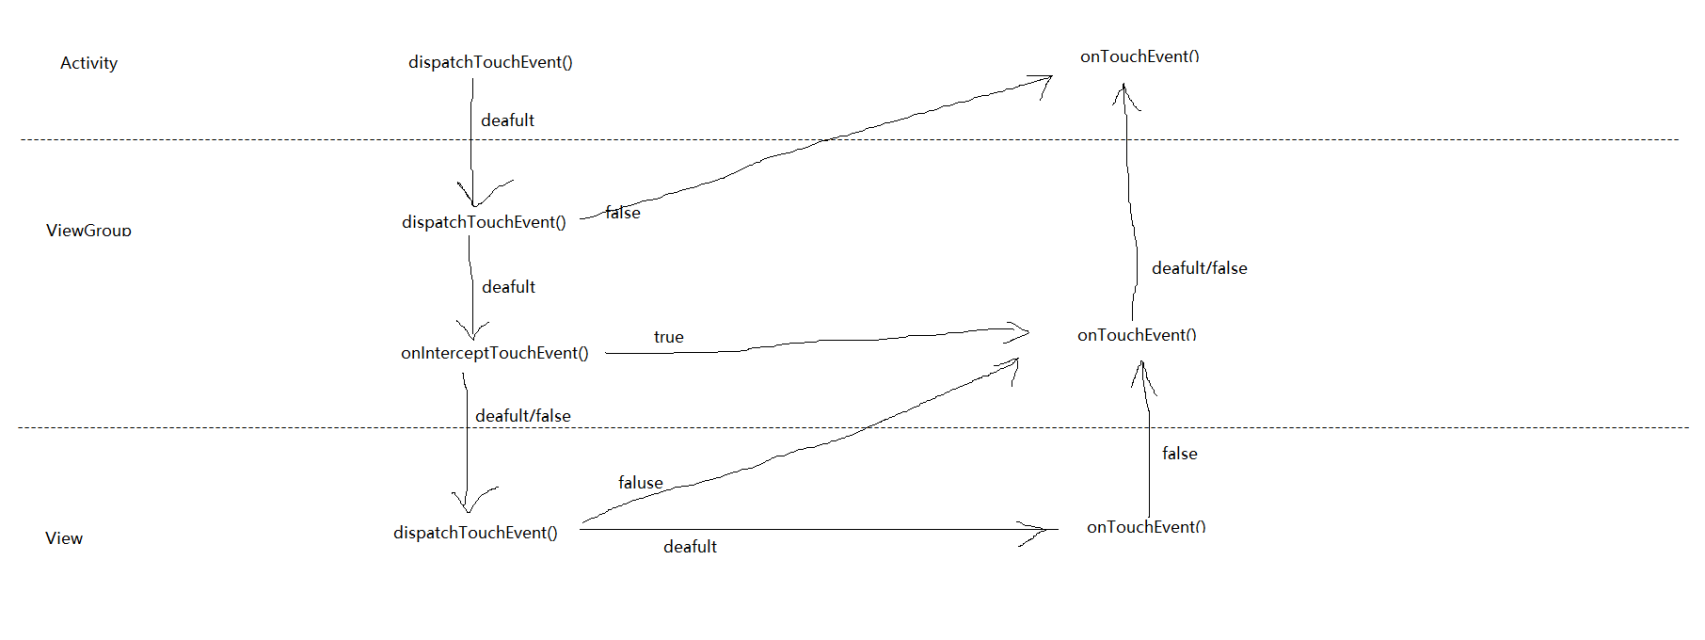 Activity
dispatchTouchEvent()
onTouchEvent()
deafult
ViewGroup
dispatchTouchEvent()
false
deafult
deafult/false
onInterceptTouchEvent()
true
onTouchEvent()
deafult/false
false
faluse
View
dispatchTouchEvent()
deafult
onTouchEvent()